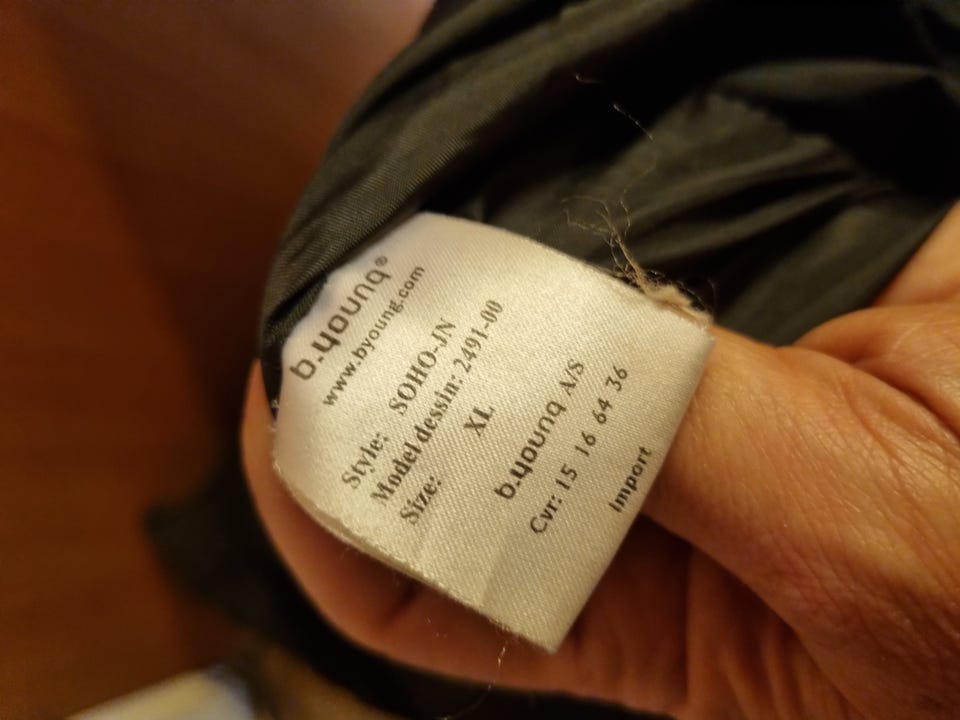 b.young®
www.byoung.com
Style: SOHO-JN
Model dessin: 2491-00
Size: XL
b.young A/S
Cvr: 15 16 64 36
Import